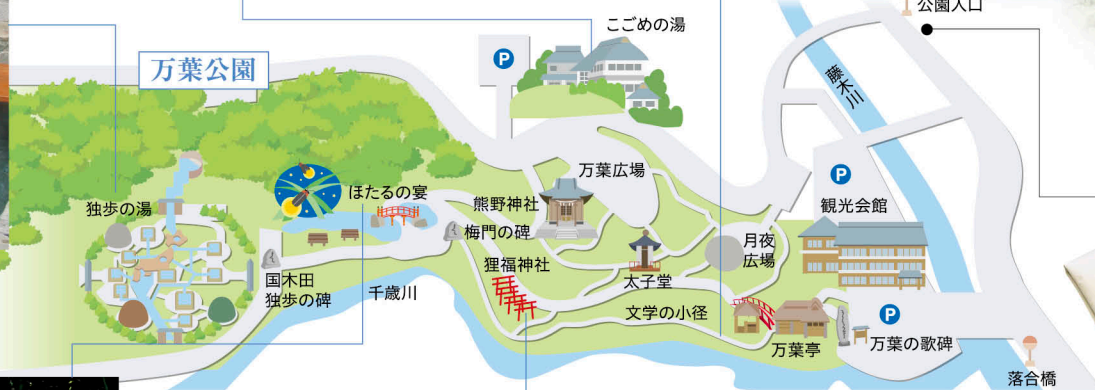 公園入口
こごめの湯
P
万葉公園
藤木川
万葉広場
P
ほたるの宴
熊野神社
観光会館
独歩の湯
梅門の碑
月夜
広場
狸福神社
太子堂
国木田
独歩の碑
千歳川
文学の小径
P
万葉亭
万葉の歌碑
落合橋